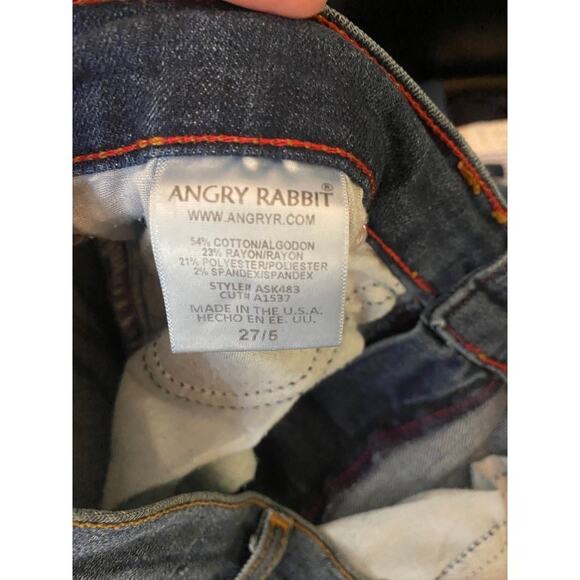 ANGRY RABBIT®
WWW.ANGRYR.COM
54% COTTON/ALGODON
23% RAYON/RAYON
21% POLYESTER/POLIESTER
2% SPANDEX/SPANDEX
STYLE# ASK483
CUT# A1537
MADE IN THE U.S.A.
HECHO EN EE. UU.
27/5